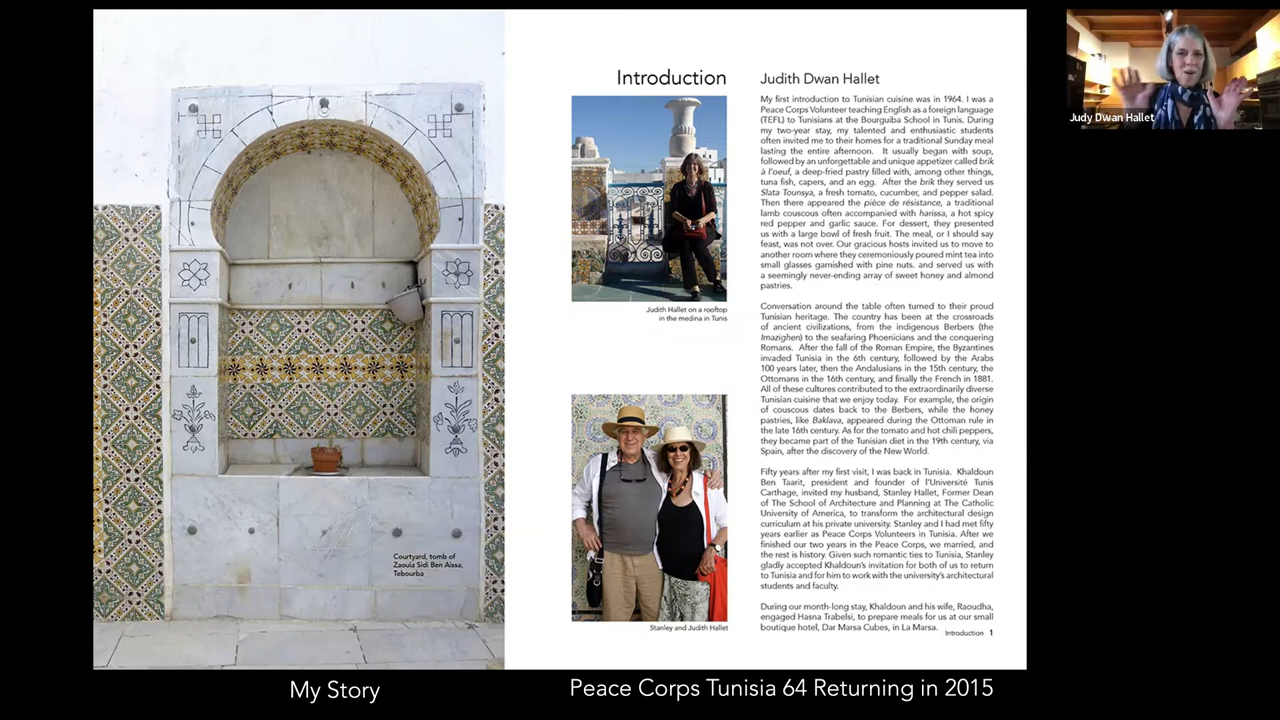 Courtyard, tomb of
Zaouia Sidi Ben Aissa,
Tebourba
Introduction
Judith Hallet on a rooftop
in the medina in Tunis
Stanley and Judith Hallet
Judith Dwan Hallet
My first introduction to Tunisian cuisine was in 1964. I was a
Peace Corps Volunteer teaching English as a foreign language
(TEFL) to Tunisians at the Bourguiba School in Tunis. During
my two-year stay, my talented and enthusiastic students
often invited me to their homes for a traditional Sunday meal
lasting the entire afternoon. It usually began with soup,
followed by an unforgettable and unique appetizer called brik
à l'oeuf, a deep-fried pastry filled with, among other things,
tuna fish, capers, and an egg. After the brik they served us
Slata Tounsya, a fresh tomato, cucumber, and pepper salad.
Then there appeared the pièce de résistance, a traditional
lamb couscous often accompanied with harissa, a hot spicy
red pepper and garlic sauce. For dessert, they presented
us with a large bowl of fresh fruit. The meal, or I should say
feast, was not over. Our gracious hosts invited us to move to
another room where they ceremoniously poured mint tea into
small glasses garnished with pine nuts. and served us with
a seemingly never-ending array of sweet honey and almond
pastries.
Conversation around the table often turned to their proud
Tunisian heritage. The country has been at the crossroads
of ancient civilizations, from the indigenous Berbers (the
Imazighen) to the seafaring Phoenicians and the conquering
Romans. After the fall of the Roman Empire, the Byzantines
invaded Tunisia in the 6th century, followed by the Arabs
100 years later, then the Andalusians in the 15th century, the
Ottomans in the 16th century, and finally the French in 1881.
All of these cultures contributed to the extraordinarily diverse
Tunisian cuisine that we enjoy today. For example, the origin
of couscous dates back to the Berbers, while the honey
pastries, like Baklava, appeared during the Ottoman rule in
the late 16th century. As for the tomato and hot chili peppers,
they became part of the Tunisian diet in the 19th century, via
Spain, after the discovery of the New World.
Fifty years after my first visit, I was back in Tunisia. Khaldoun
Ben Taarit, president and founder of l'Université Tunis
Carthage, invited my husband, Stanley Hallet, Former Dean
of The School of Architecture and Planning at The Catholic
University of America, to transform the architectural design
curriculum at his private university. Stanley and I had met fifty
years earlier as Peace Corps Volunteers in Tunisia. After we
finished our two years in the Peace Corps, we married, and
the rest is history. Given such romantic ties to Tunisia, Stanley
gladly accepted Khaldoun's invitation for both of us to return
to Tunisia and for him to work with the university's architectural
students and faculty.
During our month-long stay, Khaldoun and his wife, Raoudha,
engaged Hasna Trabelsi, to prepare meals for us at our small
boutique hotel, Dar Marsa Cubes, in La Marsa.
Introduction 1
My Story
Peace Corps Tunisia 64 Returning in 2015
Judy Dwan Hallet